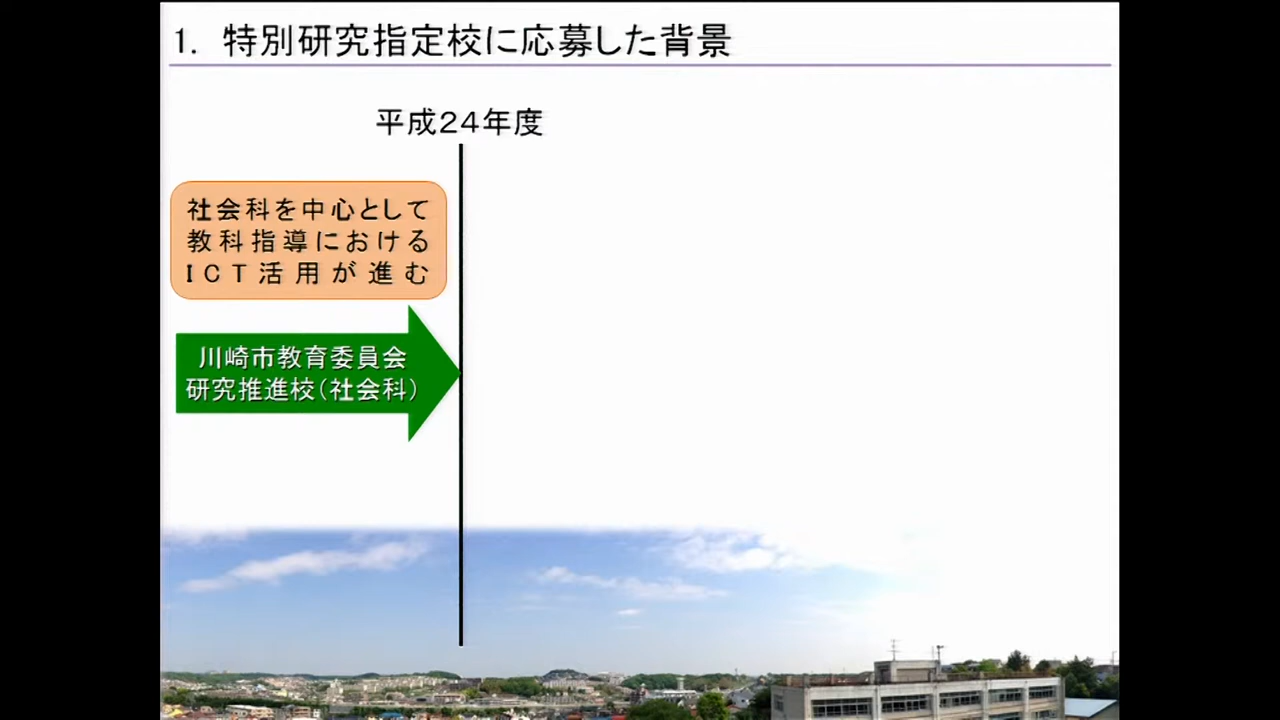 1. 特別研究指定校に応募した背景
平成24年度
社会科を中心として
教科指導における
ICT活用が進む
川崎市教育委員会
研究推進校(社会科)